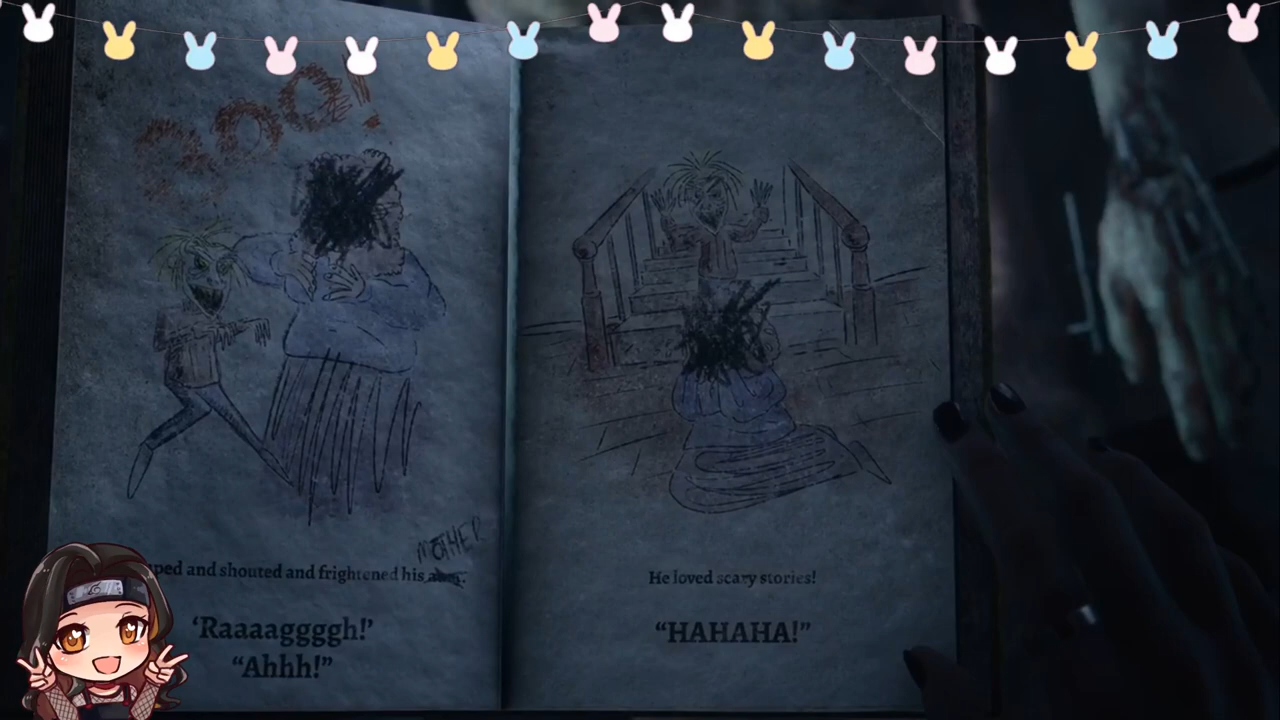 BOO!
MOTHER
ped and shouted and frightened his
‘Raaaaggggh!’
“Ahhh!”
He loved scary stories!
“HAHAHA!”